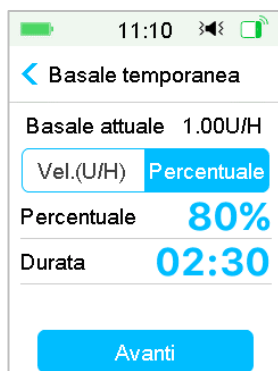 11:10
Basale temporanea
Basale attuale 1.00U/H
Vel.(U/H) Percentuale
Percentuale 80%
Durata 02:30
Avanti